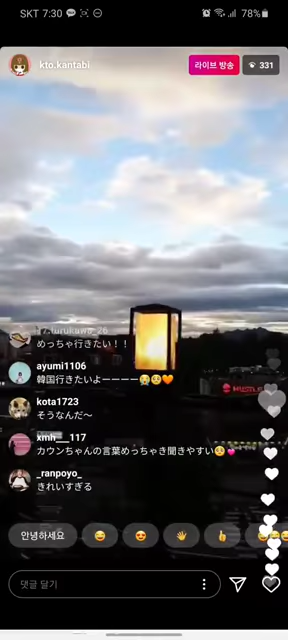 SKT 7:30
78%
kto.kantabi
라이브 방송
331
めっちゃ行きたい！！
ayumi1106
韓国行きたいよーーーー😭🥺🧡
kota1723
そうなんだ〜
xmh___117
カウンちゃんの言葉めっちゃき聞きやすい🥺💕
_ranpoyo_
きれいすぎる
안녕하세요 😂 😍 👋 👍
댓글 달기